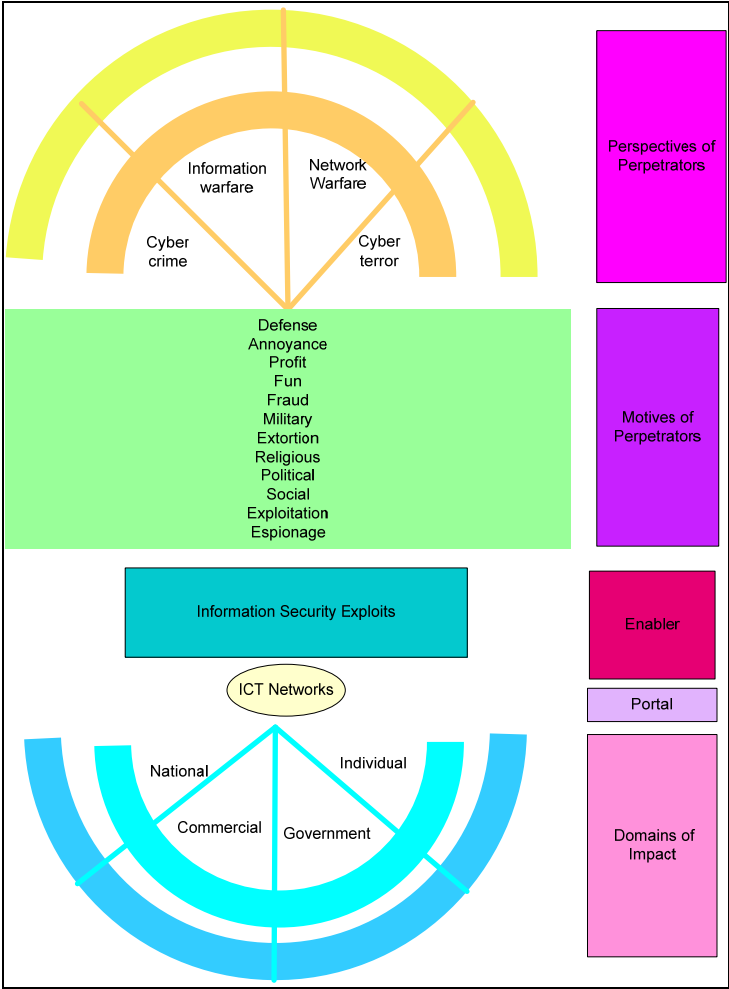 Information
warfare
Network
Warfare
Cyber
crime
Cyber
terror
Perspectives of
Perpetrators
Defense
Annoyance
Profit
Fun
Fraud
Military
Extortion
Religious
Political
Social
Exploitation
Espionage
Motives of
Perpetrators
Information Security Exploits
Enabler
ICT Networks
Portal
National
Individual
Commercial
Government
Domains of
Impact